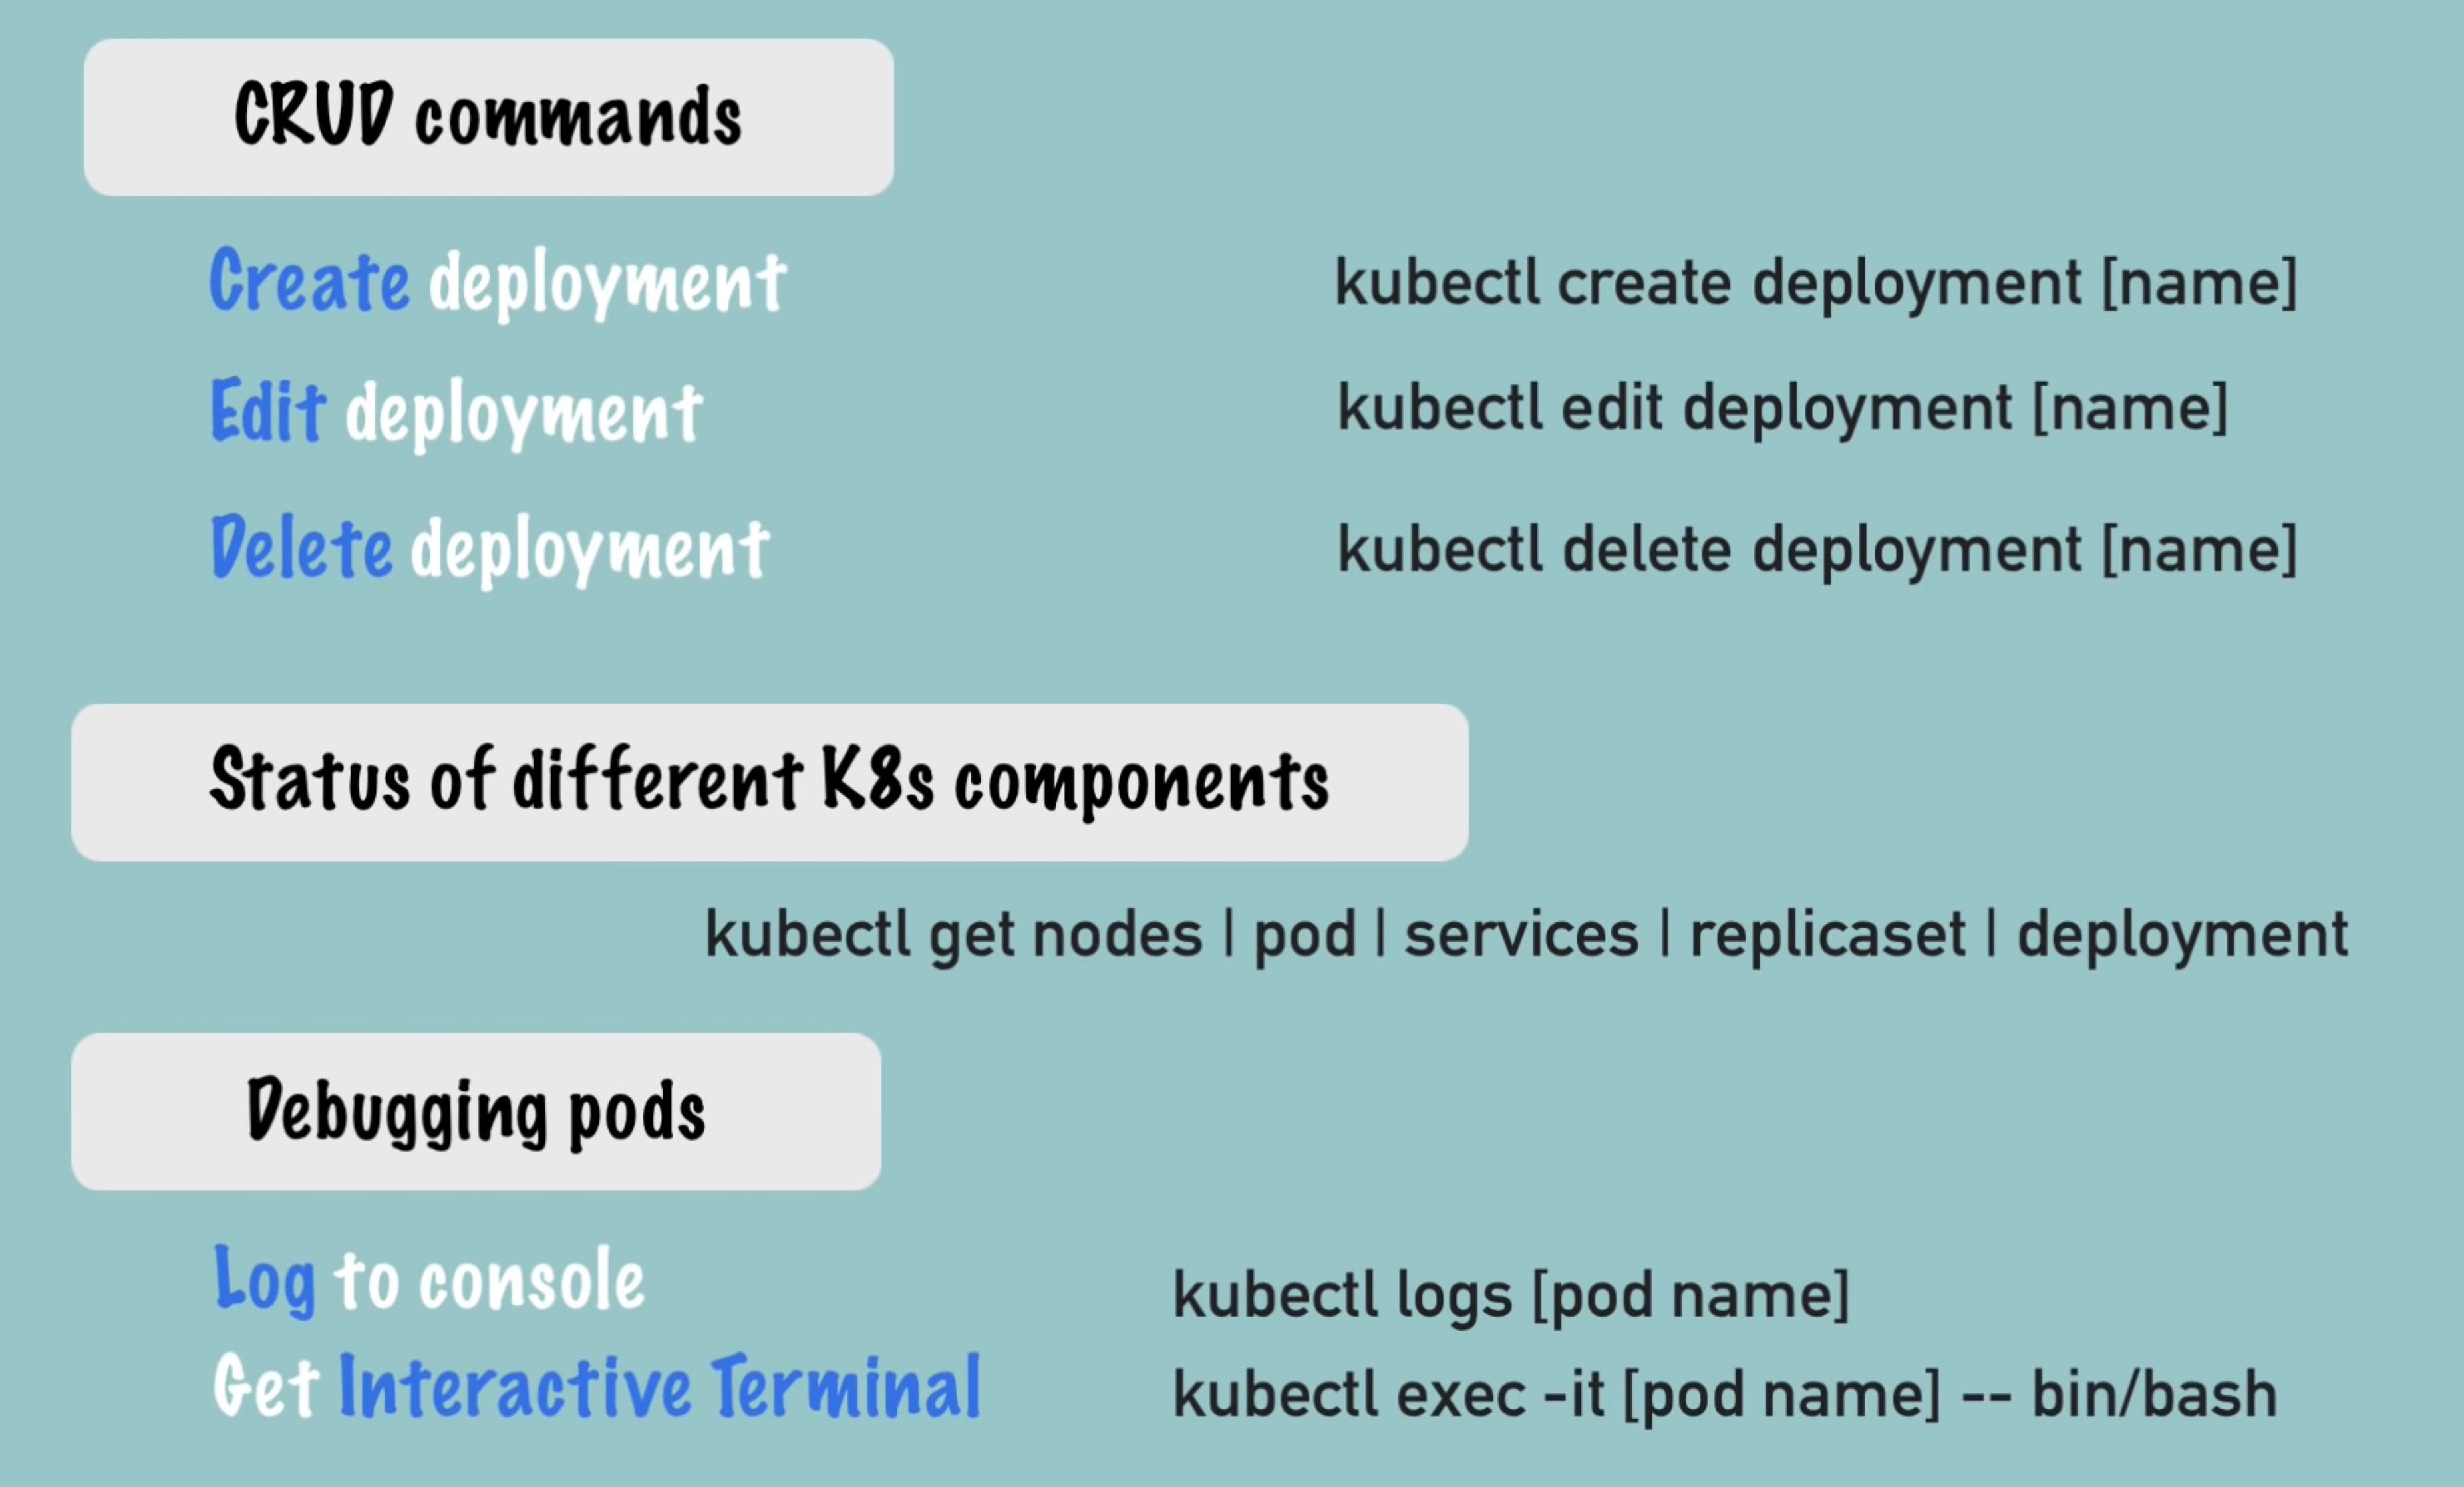 CRUD commands
Create deployment kubectl create deployment [name]
Edit deployment kubectl edit deployment [name]
Delete deployment kubectl delete deployment [name]
Status of different K8s components
kubectl get nodes | pod | services | replicaset | deployment
Debugging pods
Log to console kubectl logs [pod name]
Get Interactive Terminal kubectl exec -it [pod name] -- bin/bash